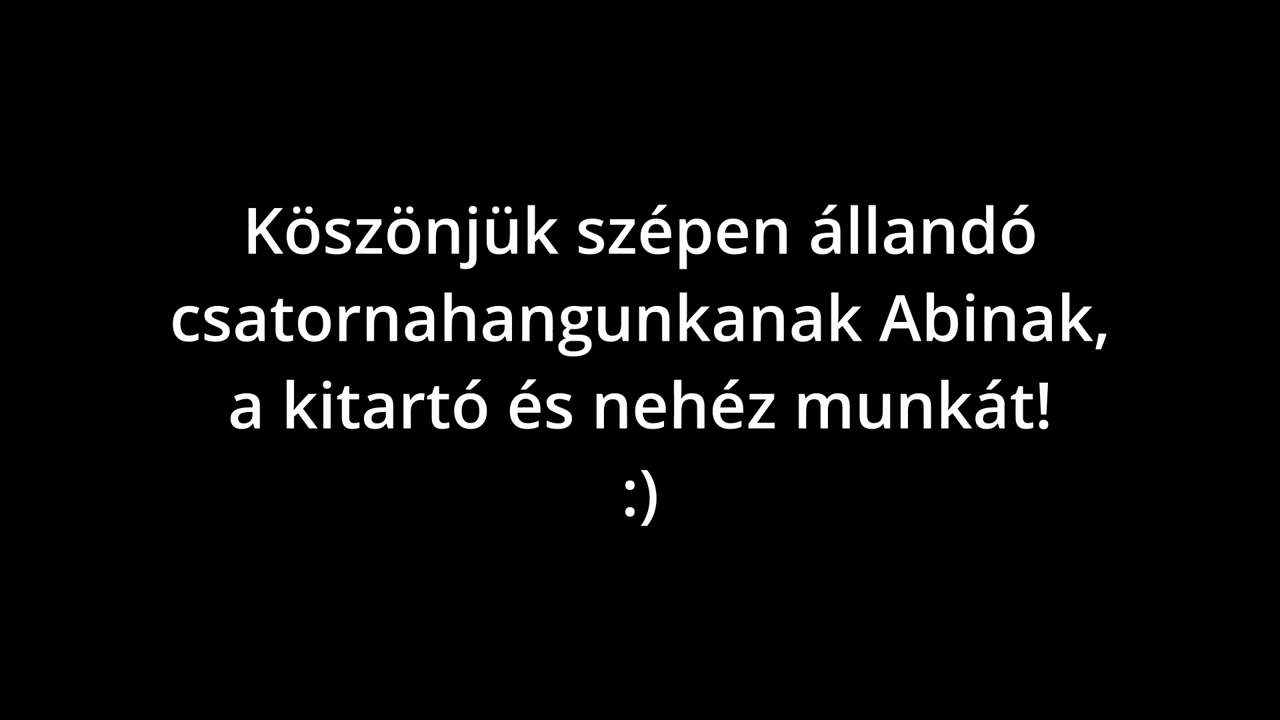 Köszönjük szépen állandó
csatornahangunkanak Abinak,
a kitartó és nehéz munkát!
:)